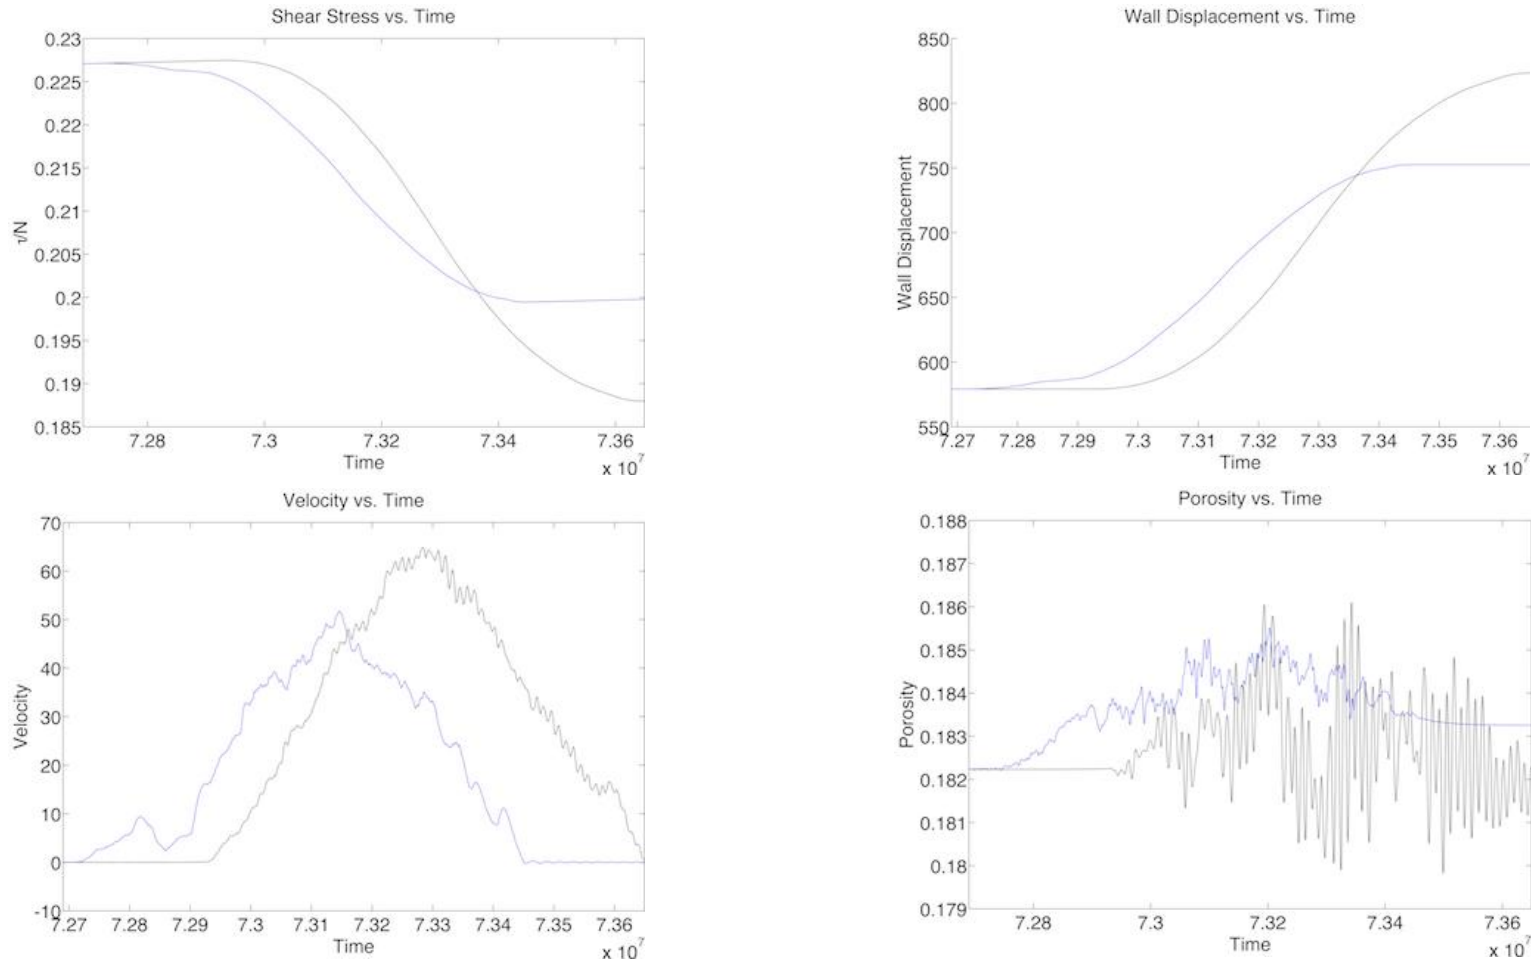 Shear Stress vs. Time
0.23
0.225
0.22
0.215
0.21
0.205
0.2
0.195
0.19
0.185
τ/N
7.28 7.3 7.32 7.34 7.36
Time
x 10^7
Wall Displacement vs. Time
850
800
750
700
650
600
550
Wall Displacement
7.27 7.28 7.29 7.3 7.31 7.32 7.33 7.34 7.35 7.36
Time
x 10^7
Velocity vs. Time
70
60
50
40
30
20
10
0
-10
Velocity
7.27 7.28 7.29 7.3 7.31 7.32 7.33 7.34 7.35 7.36
Time
x 10^7
Porosity vs. Time
0.188
0.187
0.186
0.185
0.184
0.183
0.182
0.181
0.18
0.179
Porosity
7.28 7.3 7.32 7.34 7.36
Time
x 10^7